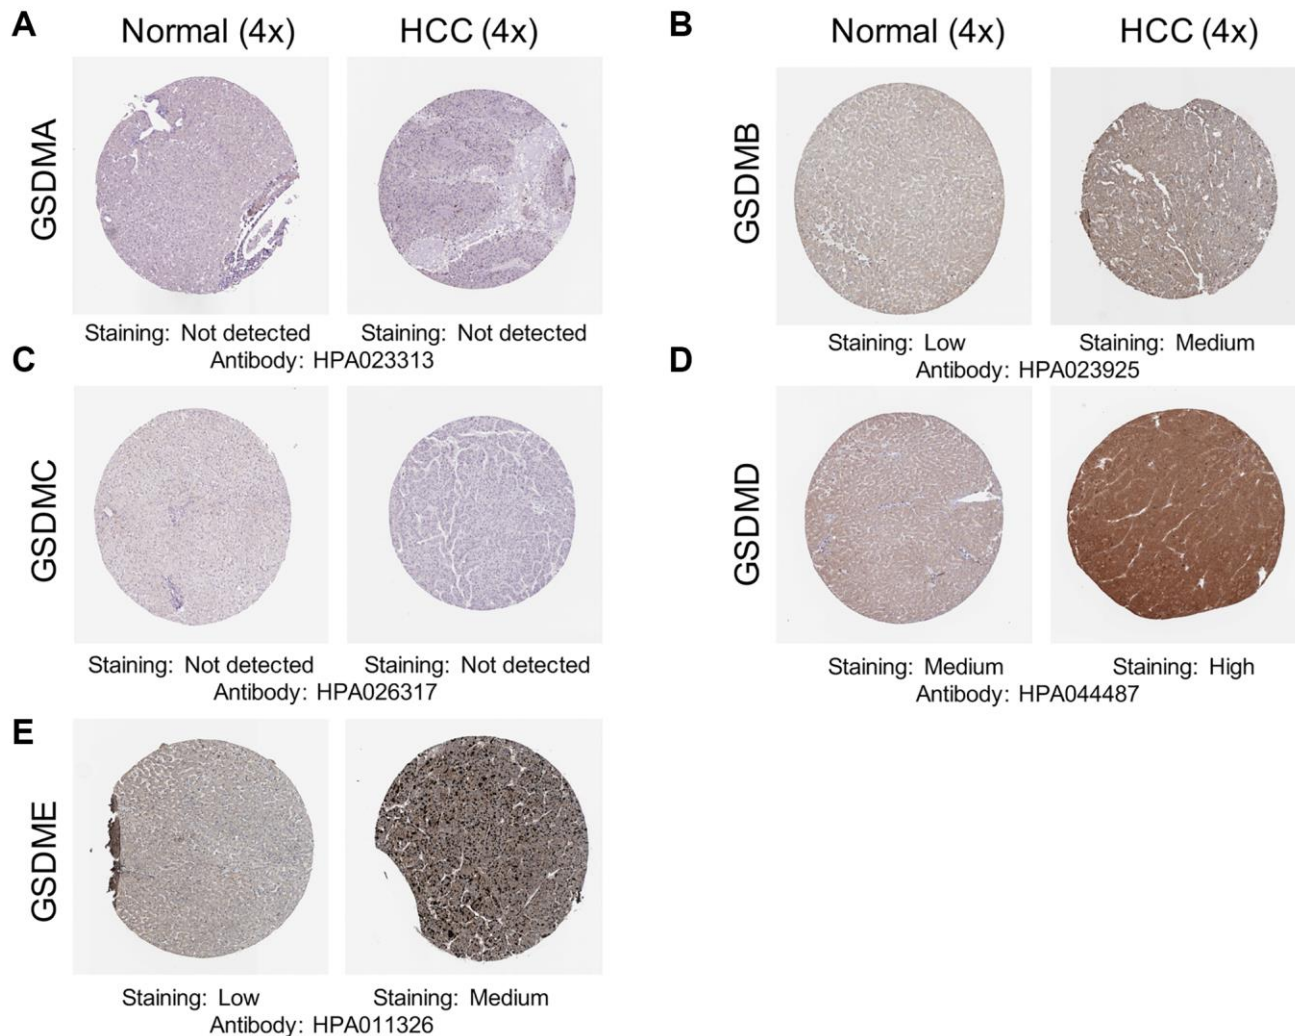 A
Normal (4x) HCC (4x)
GSDMA
Staining: Not detected Staining: Not detected
Antibody: HPA023313
B
Normal (4x) HCC (4x)
GSDMB
Staining: Low Staining: Medium
Antibody: HPA023925
C
GSDMC
Staining: Not detected Staining: Not detected
Antibody: HPA026317
D
GSDMD
Staining: Medium Staining: High
Antibody: HPA044487
E
GSDME
Staining: Low Staining: Medium
Antibody: HPA011326